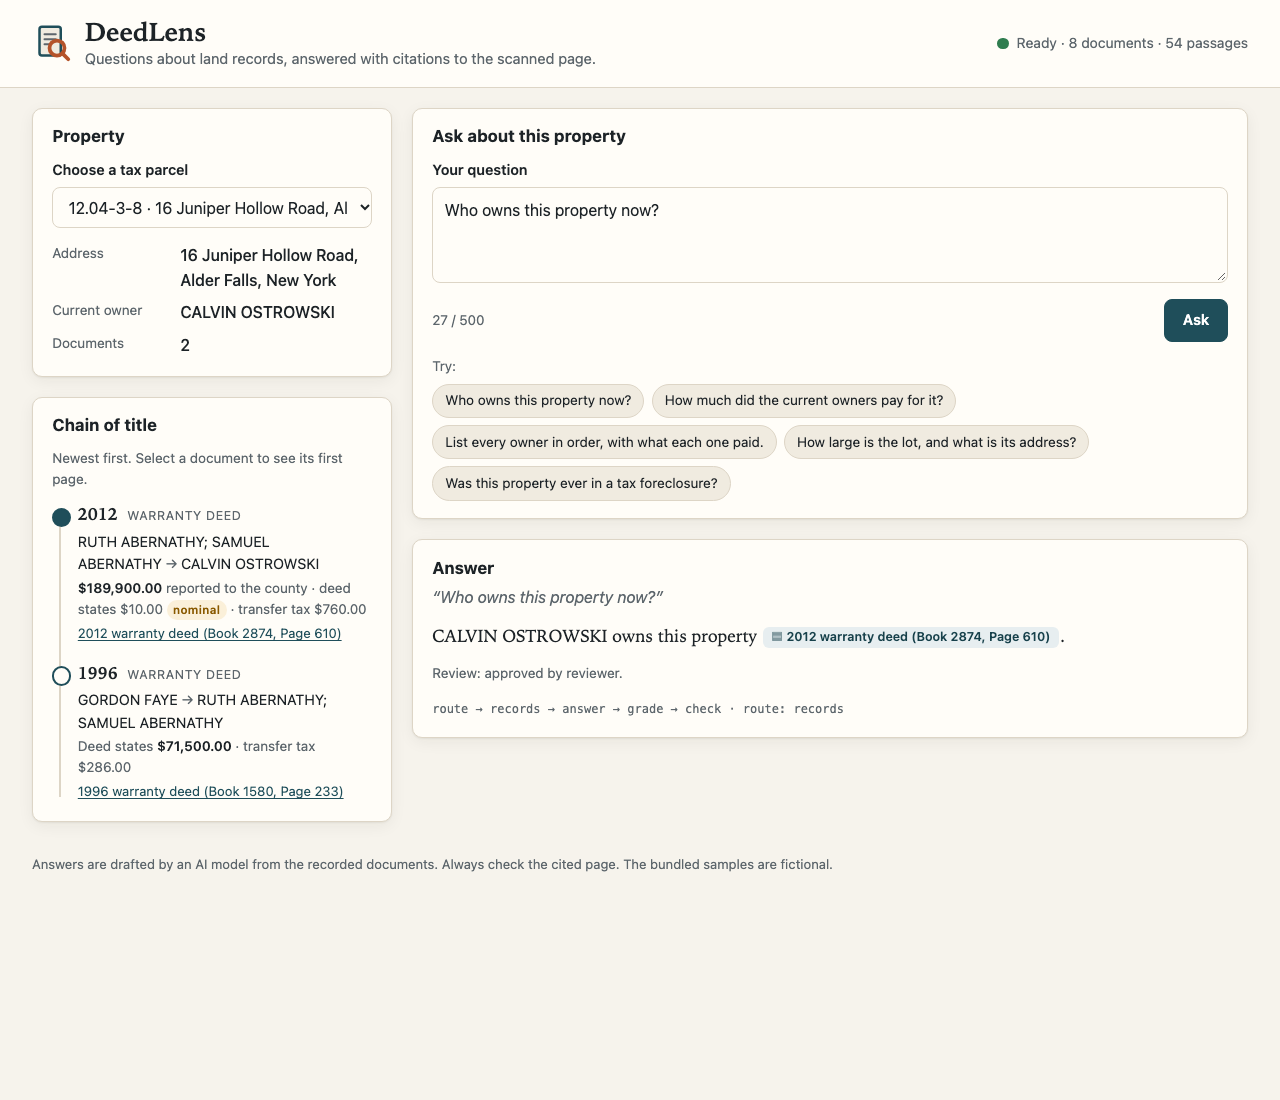 DeedLens
Questions about land records, answered with citations to the scanned page.
Ready · 8 documents · 54 passages
Property
Choose a tax parcel
12.04-3-8 · 16 Juniper Hollow Road, Al
Address
16 Juniper Hollow Road,
Alder Falls, New York
Current owner
CALVIN OSTROWSKI
Documents
2
Chain of title
Newest first. Select a document to see its first
page.
2012 WARRANTY DEED
RUTH ABERNATHY; SAMUEL
ABERNATHY → CALVIN OSTROWSKI
$189,900.00 reported to the county · deed
states $10.00 nominal · transfer tax $760.00
2012 warranty deed (Book 2874, Page 610)
1996 WARRANTY DEED
GORDON FAYE → RUTH ABERNATHY;
SAMUEL ABERNATHY
Deed states $71,500.00 · transfer tax
$286.00
1996 warranty deed (Book 1580, Page 233)
Ask about this property
Your question
Who owns this property now?
27 / 500
Ask
Try:
Who owns this property now?
How much did the current owners pay for it?
List every owner in order, with what each one paid.
How large is the lot, and what is its address?
Was this property ever in a tax foreclosure?
Answer
“Who owns this property now?”
CALVIN OSTROWSKI owns this property 2012 warranty deed (Book 2874, Page 610) .
Review: approved by reviewer.
route → records → answer → grade → check · route: records
Answers are drafted by an AI model from the recorded documents. Always check the cited page. The bundled samples are fictional.